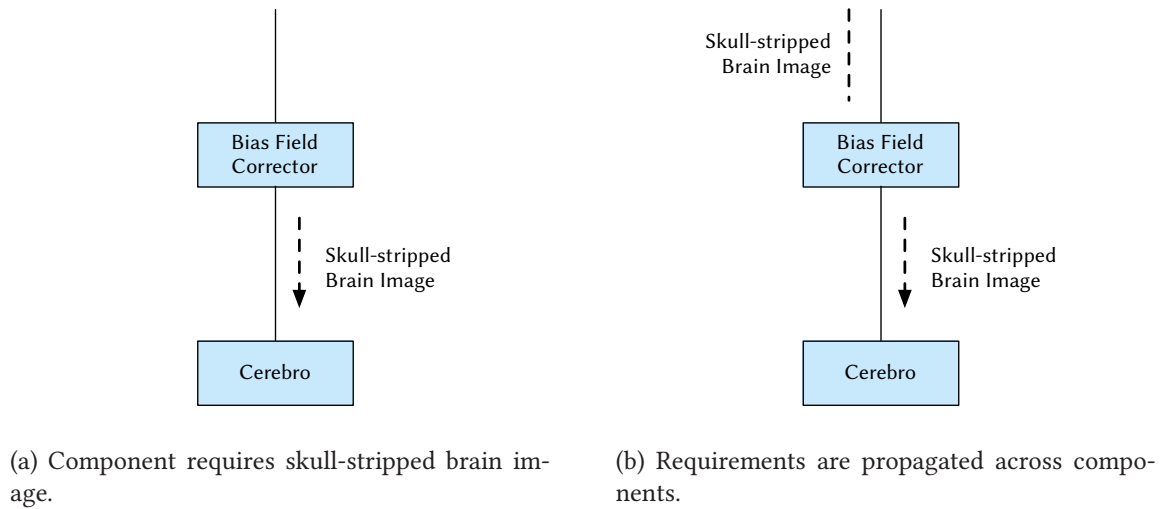 Bias Field
Corrector
Skull-stripped
Brain Image
Cerebro
(a) Component requires skull-stripped brain im-
age.
Skull-stripped
Brain Image
Bias Field
Corrector
Skull-stripped
Brain Image
Cerebro
(b) Requirements are propagated across compo-
nents.